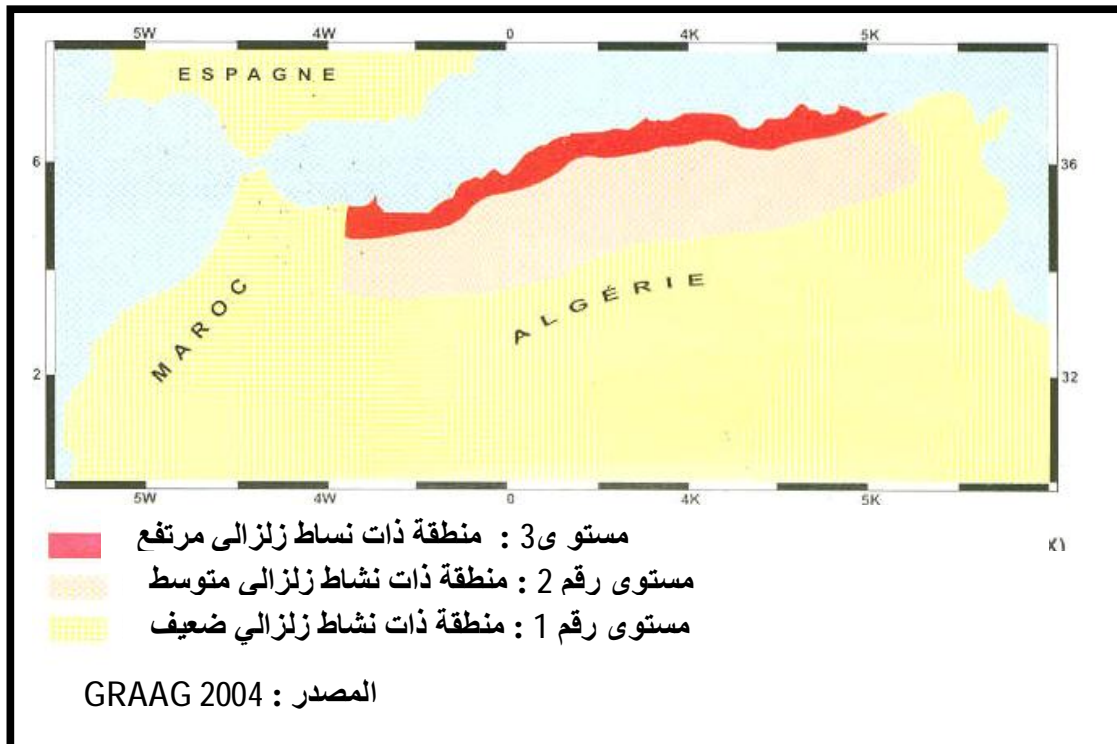 5W 4W 0 4K 5K
ESPAGNE
6 36
MAROC
ALGÉRIE
2 32
5W 4W 0 4K 5K
مستو ى3 : منطقة ذات نساط زلزالي مرتفع
X)
مستوى رقم 2 : منطقة ذات نشاط زلزالي متوسط
مستوى رقم 1 : منطقة ذات نشاط زلزالي ضعيف
المصدر : GRAAG 2004